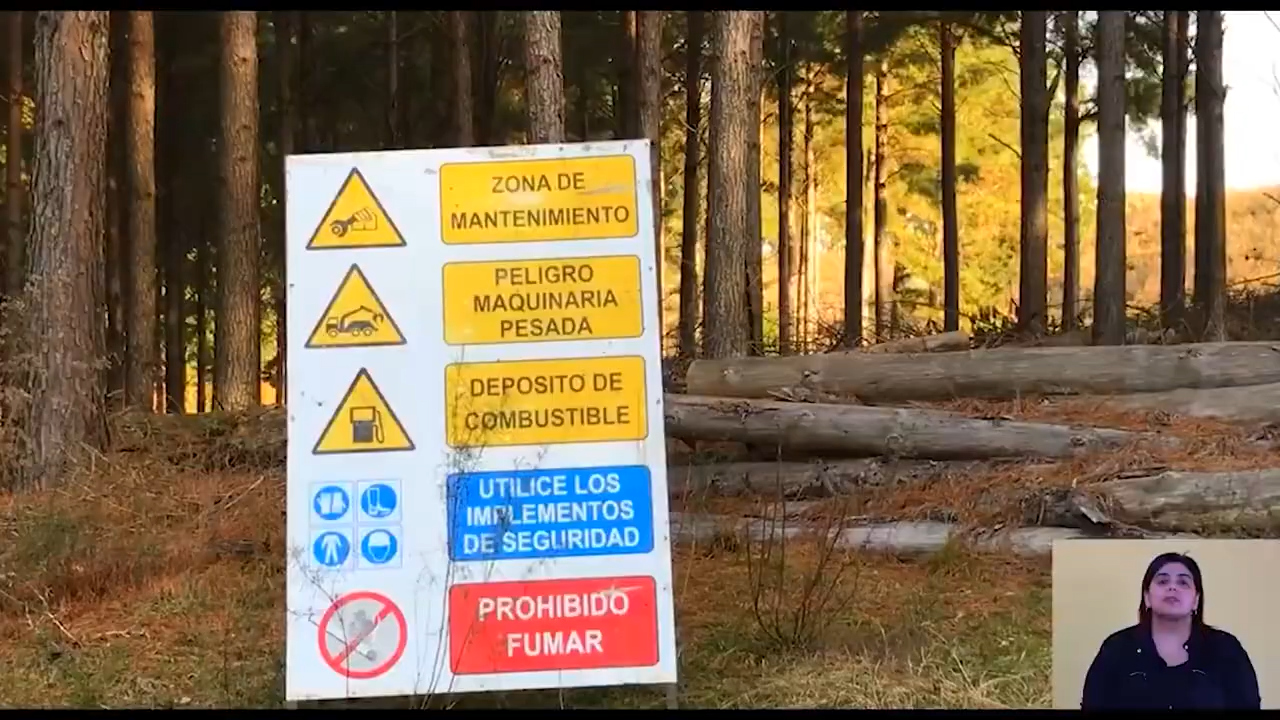 ZONA DE
MANTENIMIENTO
PELIGRO
MAQUINARIA
PESADA
DEPOSITO DE
COMBUSTIBLE
UTILICE LOS
IMPLEMENTOS
DE SEGURIDAD
PROHIBIDO
FUMAR